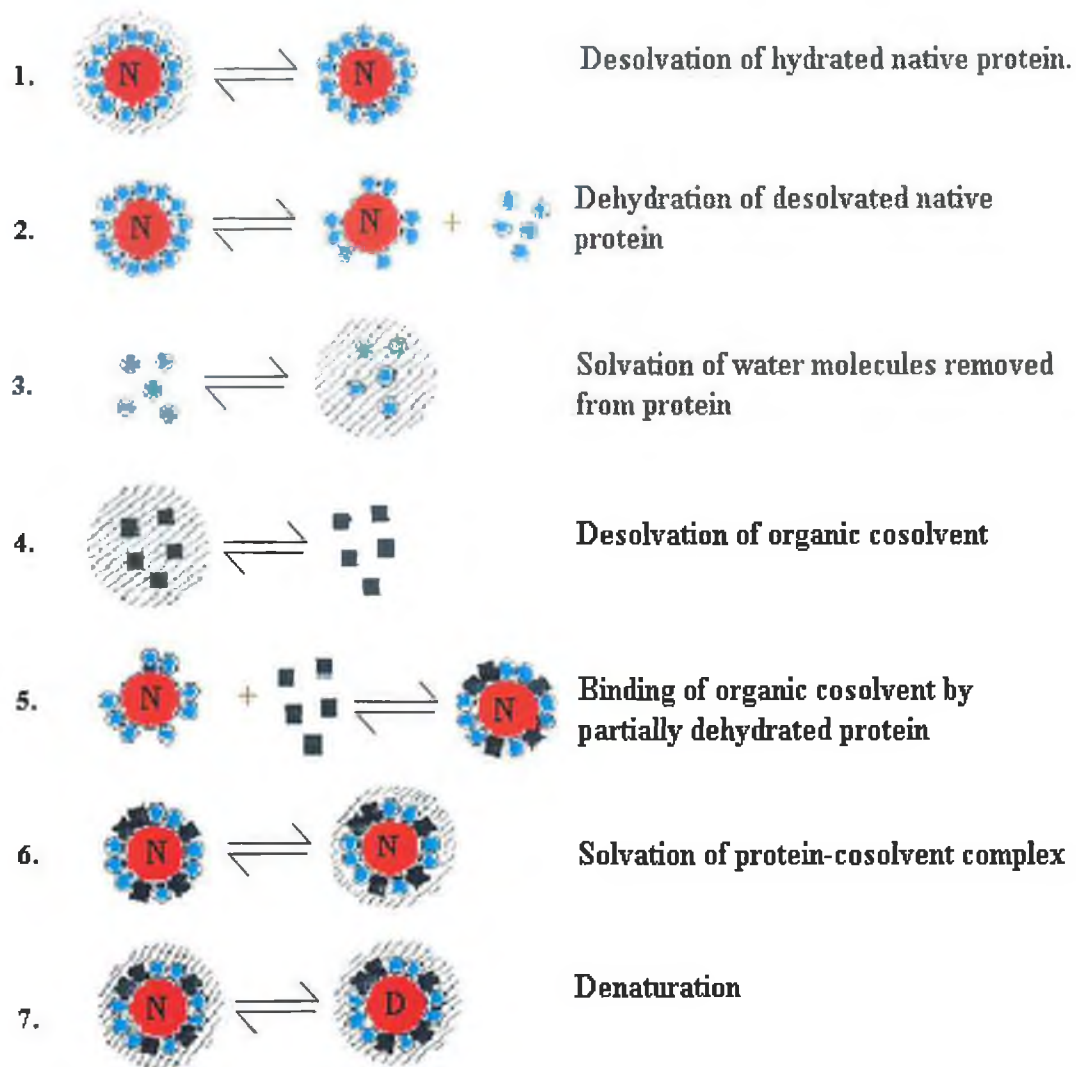 1. N N Desolvation of hydrated native protein.
2. N N + Dehydration of desolvated native
protein
3. Solvation of water molecules removed
from protein
4. Desolvation of organic cosolvent
5. N + N Binding of organic cosolvent by
partially dehydrated protein
6. N N Solvation of protein-cosolvent complex
7. N D Denaturation